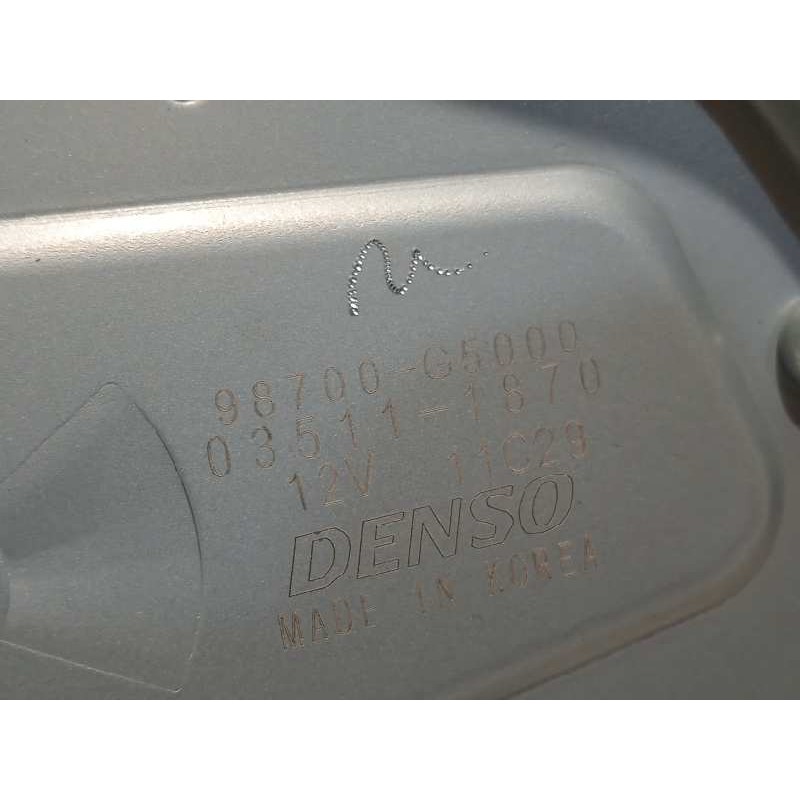 98700-G5000
03511-1870
12V 11C29
DENSO
MADE IN KOREA